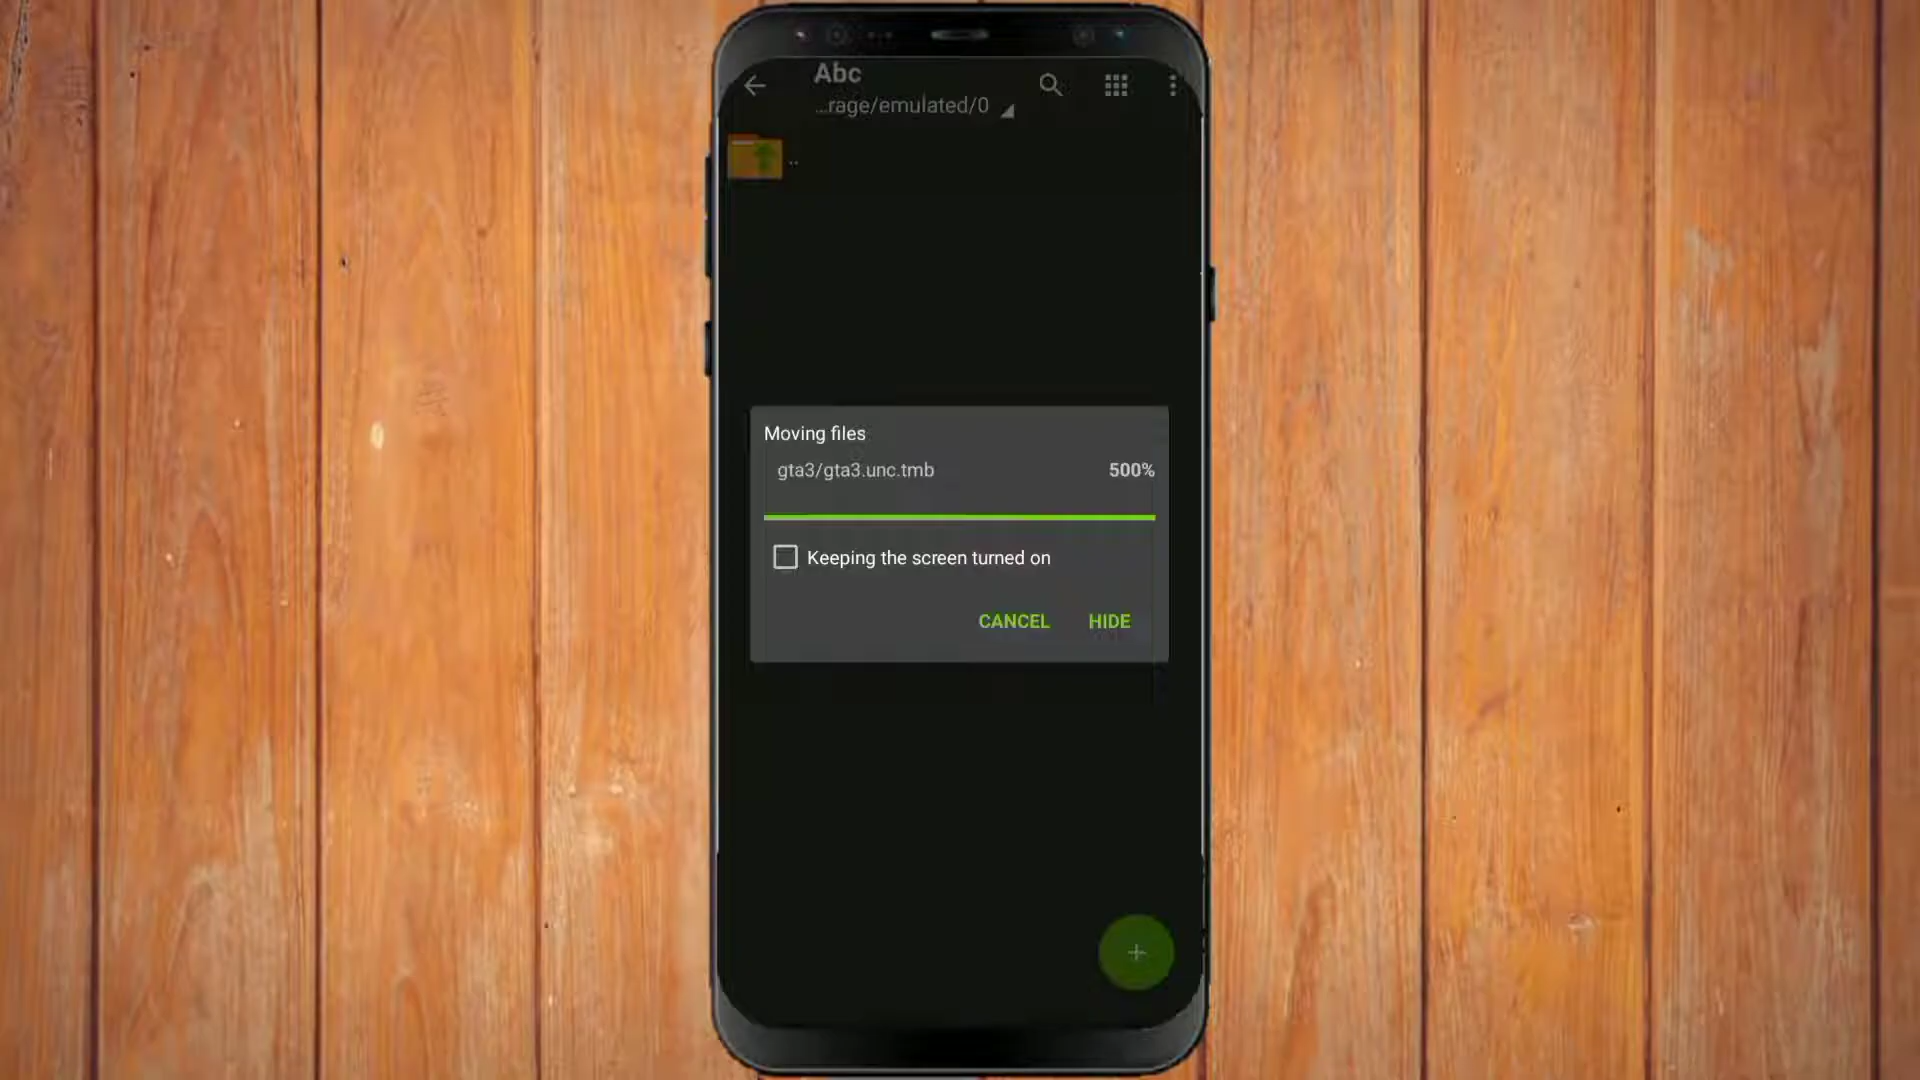 Abc
...rage/emulated/0
..
Moving files
gta3/gta3.unc.tmb 500%
Keeping the screen turned on
CANCEL HIDE